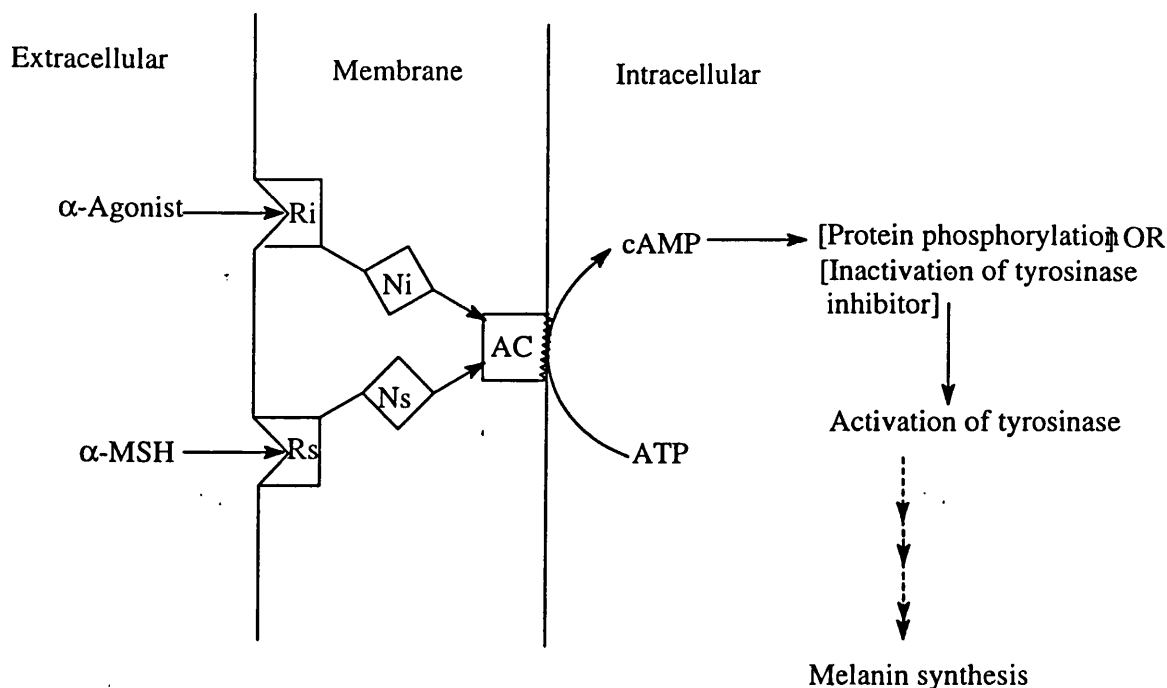 Extracellular
Membrane
Intracellular
α-Agonist
Ri
Ni
cAMP
[Protein phosphorylation] OR
[Inactivation of tyrosinase
inhibitor]
AC
Ns
Activation of tyrosinase
α-MSH
Rs
ATP
Melanin synthesis